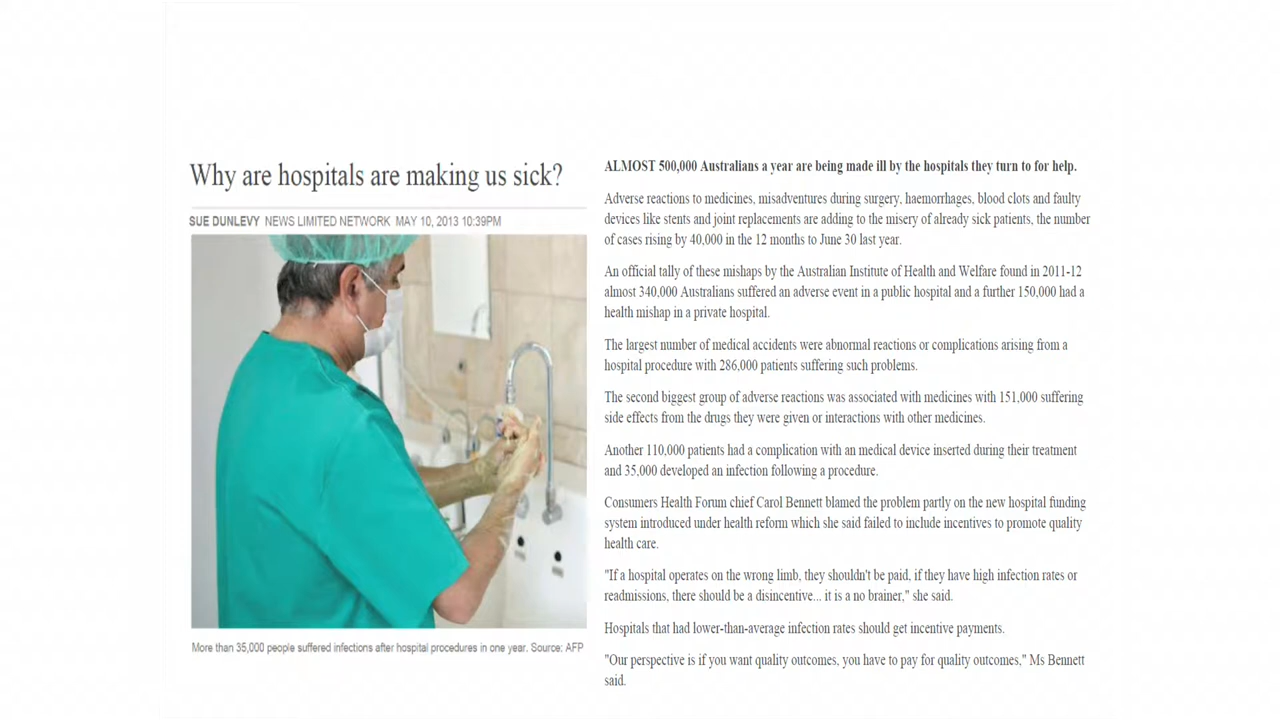 Why are hospitals are making us sick?
SUE DUNLEVY NEWS LIMITED NETWORK MAY 10, 2013 10:39PM
More than 35,000 people suffered infections after hospital procedures in one year. Source: AFP
ALMOST 500,000 Australians a year are being made ill by the hospitals they turn to for help.
Adverse reactions to medicines, misadventures during surgery, haemorrhages, blood clots and faulty
devices like stents and joint replacements are adding to the misery of already sick patients, the number
of cases rising by 40,000 in the 12 months to June 30 last year.
An official tally of these mishaps by the Australian Institute of Health and Welfare found in 2011-12
almost 340,000 Australians suffered an adverse event in a public hospital and a further 150,000 had a
health mishap in a private hospital.
The largest number of medical accidents were abnormal reactions or complications arising from a
hospital procedure with 286,000 patients suffering such problems.
The second biggest group of adverse reactions was associated with medicines with 151,000 suffering
side effects from the drugs they were given or interactions with other medicines.
Another 110,000 patients had a complication with an medical device inserted during their treatment
and 35,000 developed an infection following a procedure.
Consumers Health Forum chief Carol Bennett blamed the problem partly on the new hospital funding
system introduced under health reform which she said failed to include incentives to promote quality
health care.
"If a hospital operates on the wrong limb, they shouldn't be paid, if they have high infection rates or
readmissions, there should be a disincentive... it is a no brainer," she said.
Hospitals that had lower-than-average infection rates should get incentive payments.
"Our perspective is if you want quality outcomes, you have to pay for quality outcomes," Ms Bennett
said.